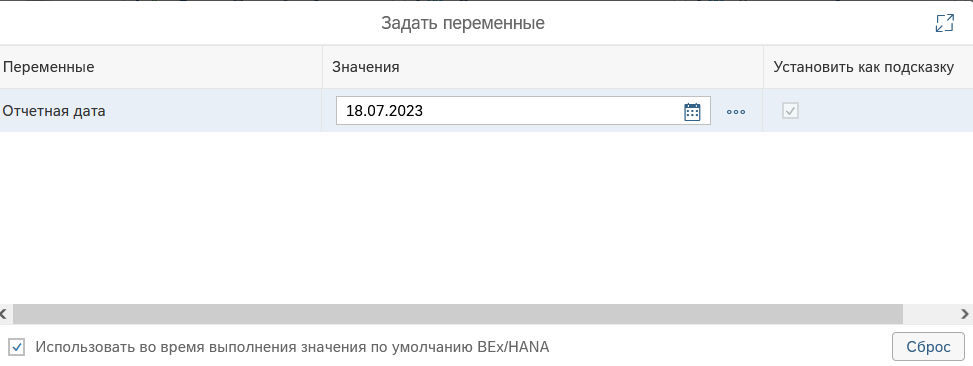 Задать переменные
Переменные Значения Установить как подсказку
Отчетная дата 18.07.2023
Использовать во время выполнения значения по умолчанию BEx/HANA Сброс